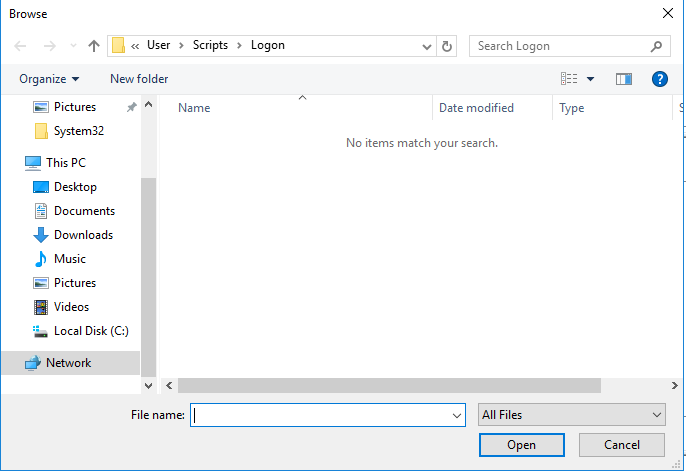 Browse
« User > Scripts > Logon
Search Logon
Organize
New folder
?
Pictures
System32
This PC
Desktop
Documents
Downloads
Music
Pictures
Videos
Local Disk (C:)
Network
Name Date modified Type S
No items match your search.
File name:
All Files
Open Cancel